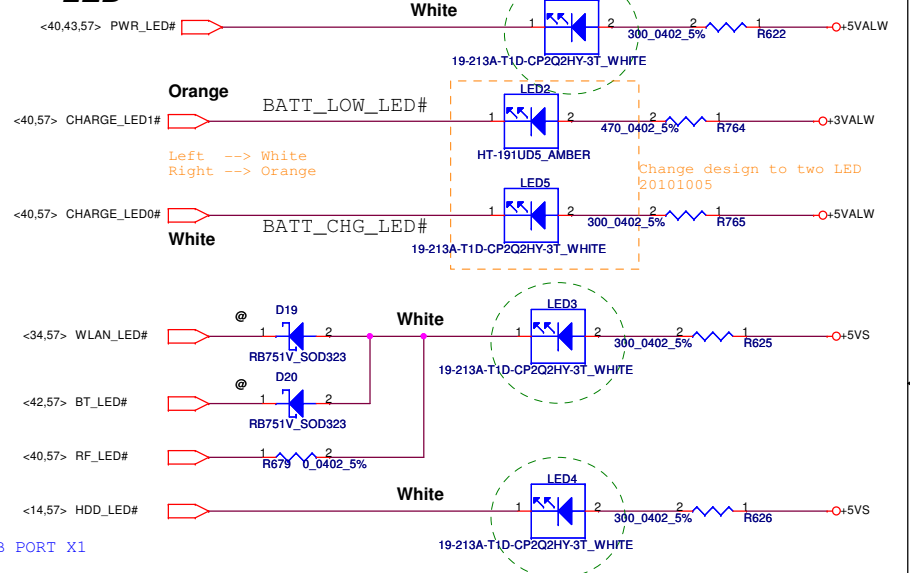 LED
White
<40,43,57> PWR_LED# 1 2 2 1 +5VALW
300_0402_5% R622
19-213A-T1D-CP2Q2HY-3T_WHITE
Orange
LED2
BATT_LOW_LED#
<40,57> CHARGE_LED1# 1 2 2 1 +3VALW
470_0402_5% R764
HT-191UD5_AMBER
Left --> White
Right --> Orange
Change design to two LED
20101005
LED5
<40,57> CHARGE_LED0# 1 2 2 1 +5VALW
BATT_CHG_LED#
300_0402_5% R765
White
19-213A-T1D-CP2Q2HY-3T_WHITE
LED3
@ D19
White
<34,57> WLAN_LED# 1 2 1 2 2 1 +5VS
300_0402_5% R625
RB751V_SOD323
19-213A-T1D-CP2Q2HY-3T_WHITE
@ D20
<42,57> BT_LED# 1 2
RB751V_SOD323
<40,57> RF_LED# 1 2
R679 0_0402_5%
LED4
White
<14,57> HDD_LED# 1 2 2 1 +5VS
300_0402_5% R626
19-213A-T1D-CP2Q2HY-3T_WHITE
PORT X1